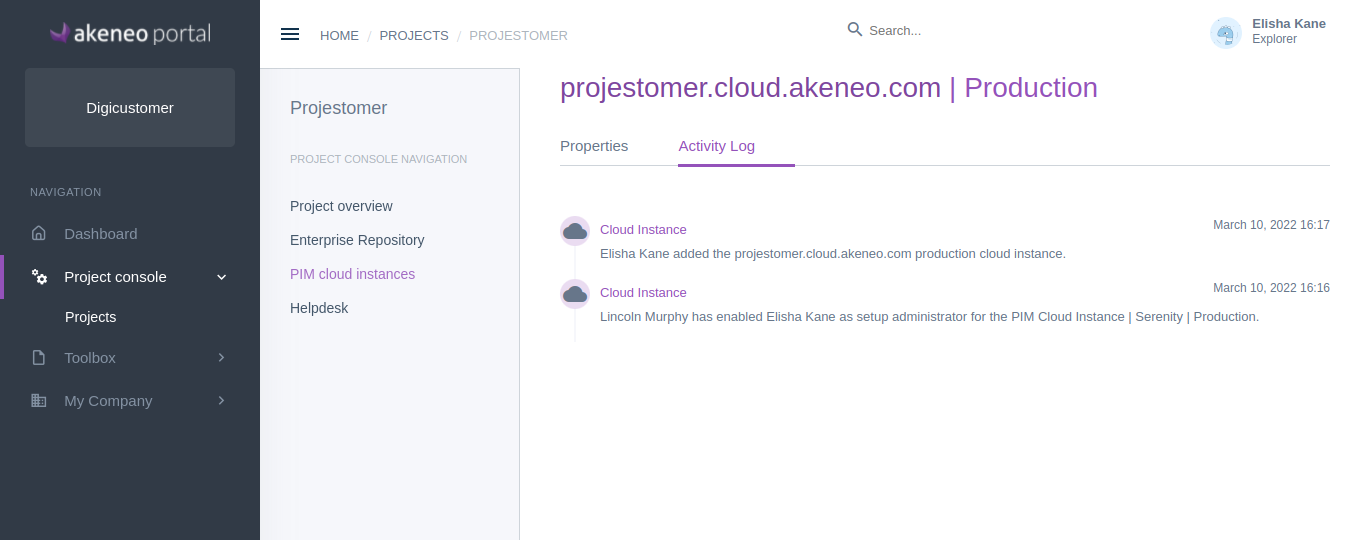 akeneo portal
Digicustomer
NAVIGATION
Dashboard
Project console
Projects
Toolbox
My Company
HOME / PROJECTS / PROJESTOMER
Search...
Elisha Kane
Explorer
Projestomer
PROJECT CONSOLE NAVIGATION
Project overview
Enterprise Repository
PIM cloud instances
Helpdesk
projestomer.cloud.akeneo.com | Production
Properties
Activity Log
Cloud Instance
March 10, 2022 16:17
Elisha Kane added the projestomer.cloud.akeneo.com production cloud instance.
Cloud Instance
March 10, 2022 16:16
Lincoln Murphy has enabled Elisha Kane as setup administrator for the PIM Cloud Instance | Serenity | Production.